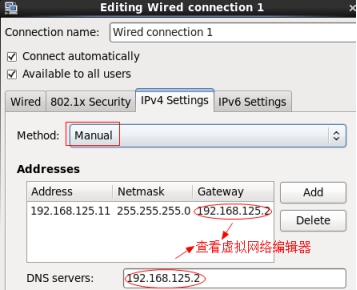 Editing Wired connection 1
Connection name: Wired connection 1
Connect automatically
Available to all users
Wired 802.1x Security IPv4 Settings IPv6 Settings
Method: Manual
Addresses
Address Netmask Gateway Add
192.168.125.11 255.255.255.0 192.168.125.2 Delete
查看虚拟网络编辑器
DNS servers: 192.168.125.2